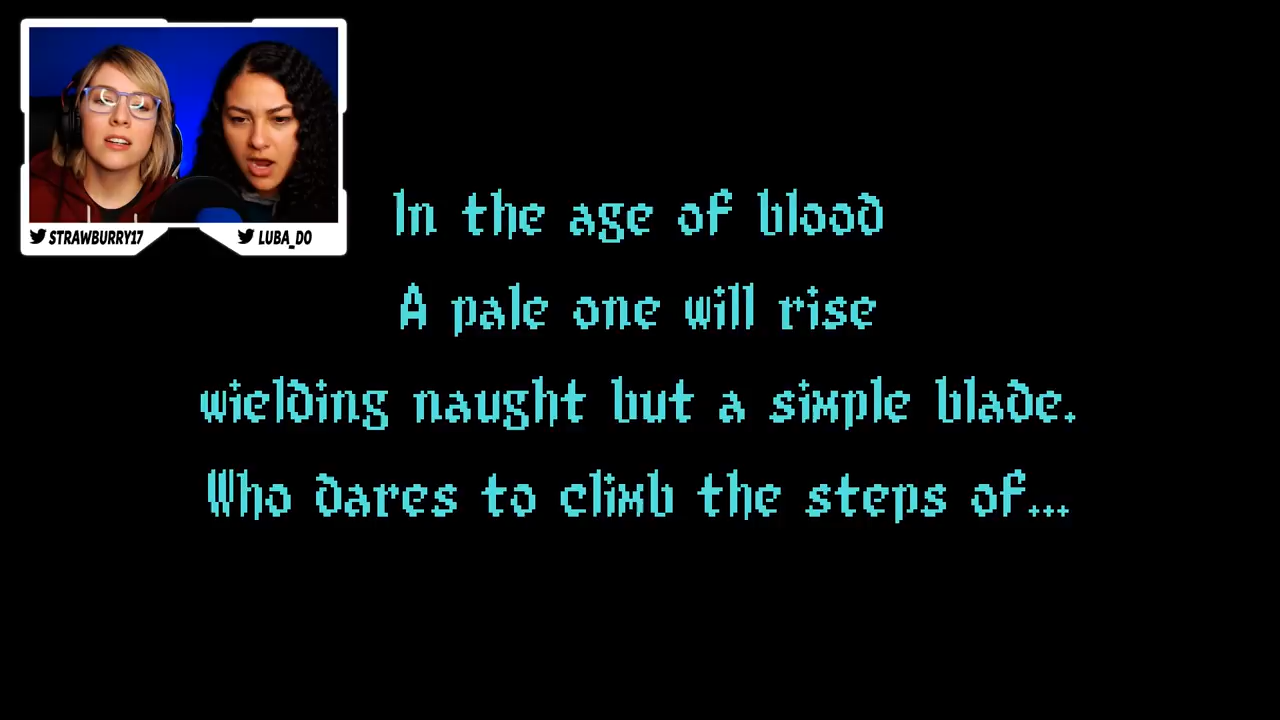 STRAWBURRY17
LUBA_DO
In the age of blood
A pale one will rise
wielding naught but a simple blade.
Who dares to climb the steps of...